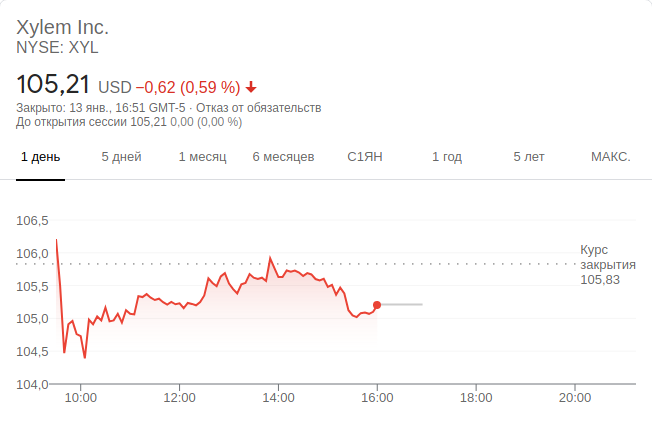 Xylem Inc.
NYSE: XYL
105,21 USD −0,62 (0,59 %)
Закрыто: 13 янв., 16:51 GMT-5 · Отказ от обязательств
До открытия сессии 105,21 0,00 (0,00 %)
1 день 5 дней 1 месяц 6 месяцев С1ЯН 1 год 5 лет МАКС.
106,5
106,0
105,5
105,0
104,5
104,0
Курс
закрытия
105,83
10:00 12:00 14:00 16:00 18:00 20:00